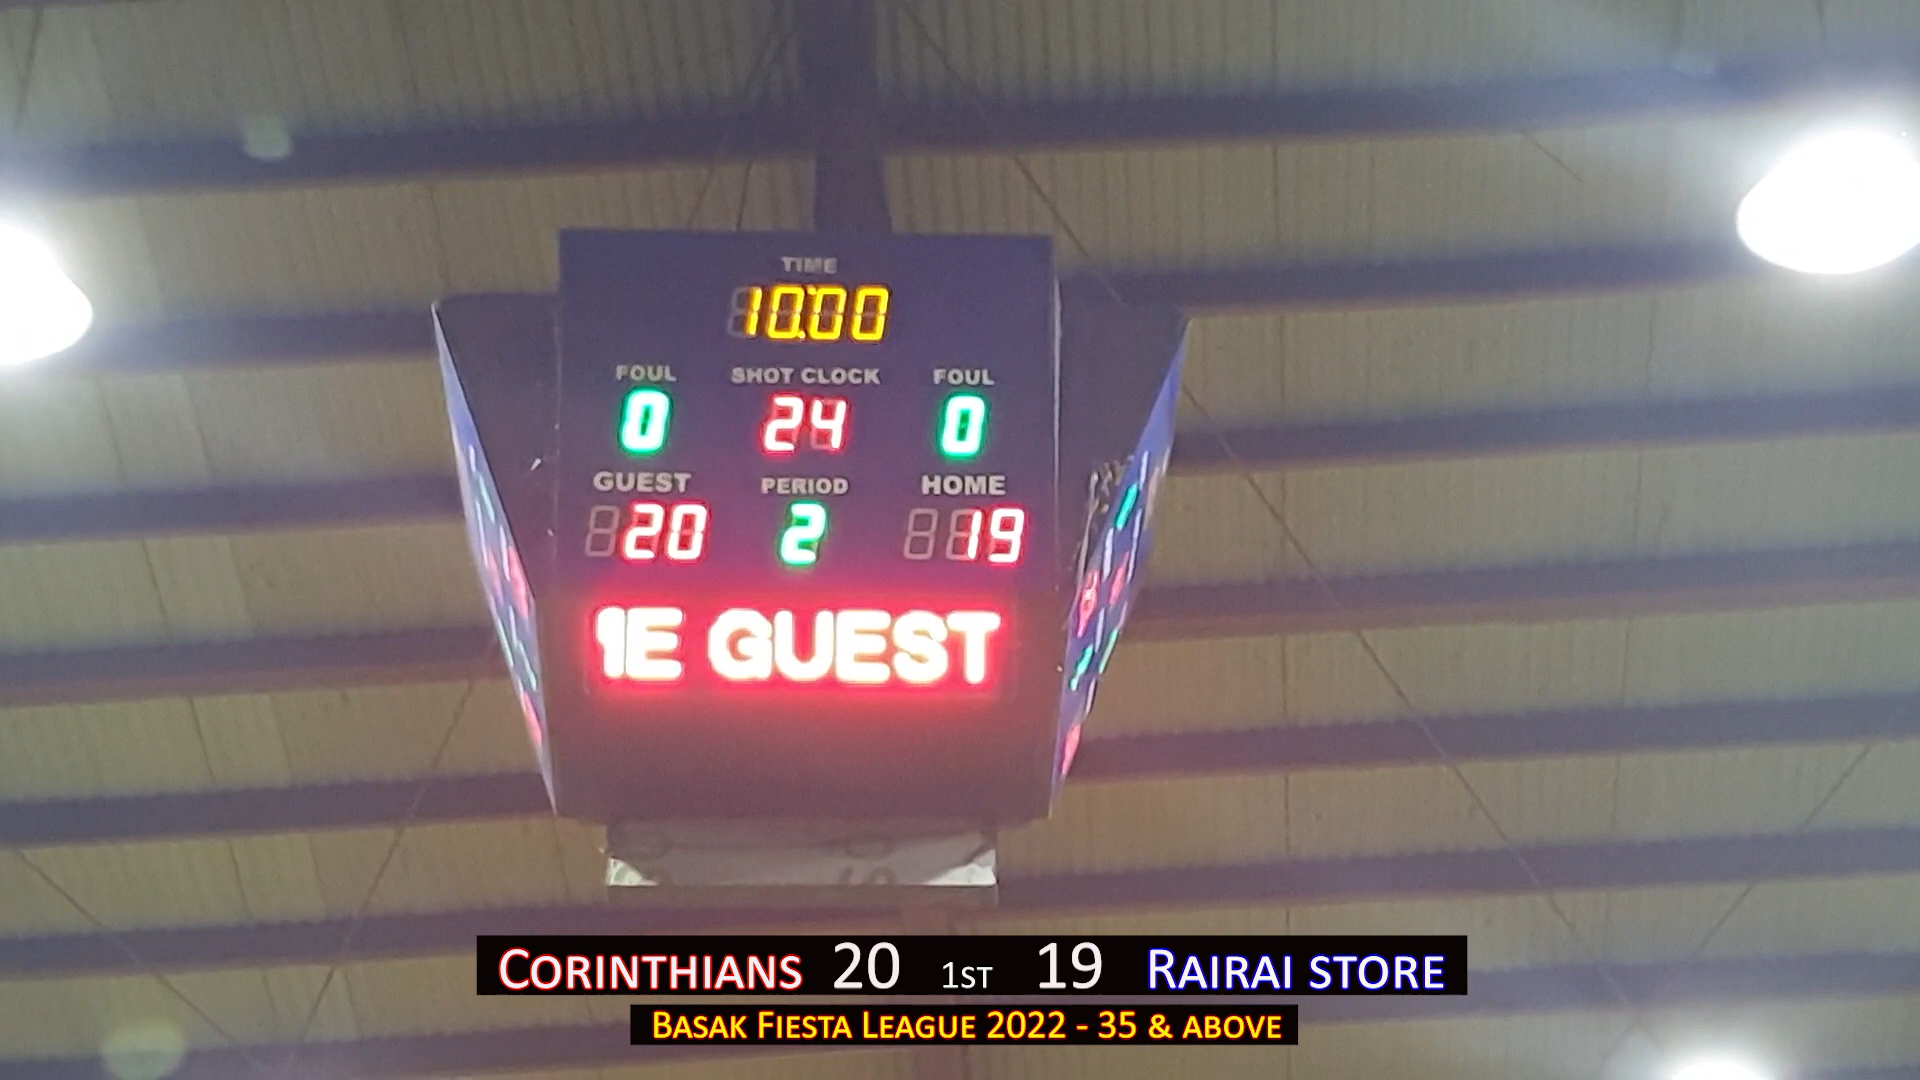 TIME
10:00
FOUL SHOT CLOCK FOUL
0 24 0
GUEST PERIOD HOME
20 2 19
GUEST
CORINTHIANS 20 1ST 19 RAIRAI STORE
BASAK FIESTA LEAGUE 2022 - 35 & ABOVE